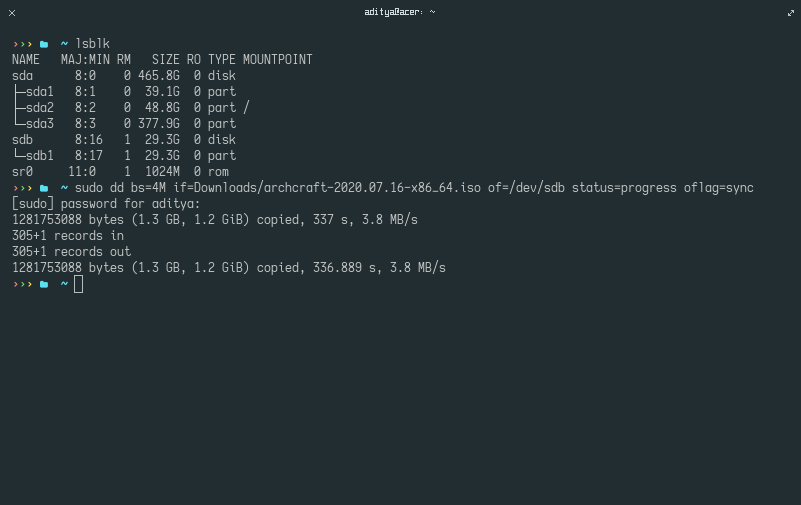 aditya@acer: ~
››› ~ lsblk
NAME   MAJ:MIN RM   SIZE RO TYPE MOUNTPOINT
sda      8:0    0 465.8G  0 disk
├─sda1   8:1    0  39.1G  0 part
├─sda2   8:2    0  48.8G  0 part /
└─sda3   8:3    0 377.9G  0 part
sdb      8:16   1  29.3G  0 disk
└─sdb1   8:17   1  29.3G  0 part
sr0     11:0    1  1024M  0 rom
››› ~ sudo dd bs=4M if=Downloads/archcraft-2020.07.16-x86_64.iso of=/dev/sdb status=progress oflag=sync
[sudo] password for aditya:
1281753088 bytes (1.3 GB, 1.2 GiB) copied, 337 s, 3.8 MB/s
305+1 records in
305+1 records out
1281753088 bytes (1.3 GB, 1.2 GiB) copied, 336.889 s, 3.8 MB/s
››› ~